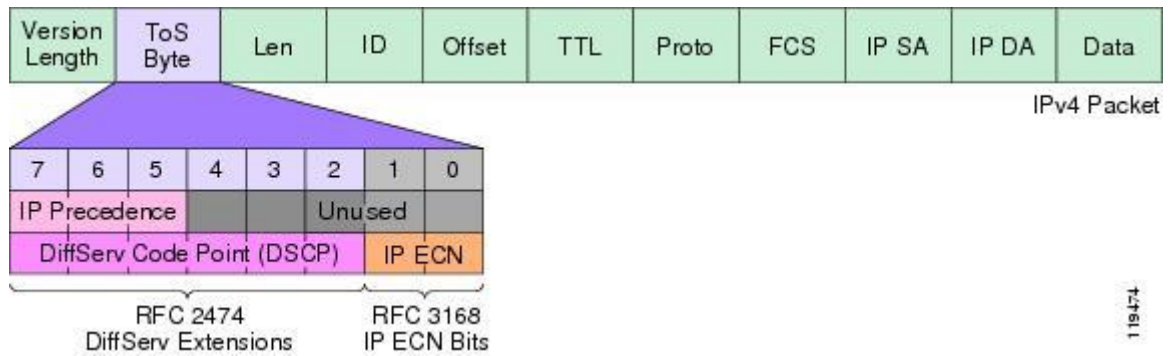 Version Length ToS Byte Len ID Offset TTL Proto FCS IP SA IP DA Data
IPv4 Packet
7 6 5 4 3 2 1 0
IP Precedence Unused
DiffServ Code Point (DSCP) IP ECN
RFC 2474 RFC 3168
DiffServ Extensions IP ECN Bits
119474